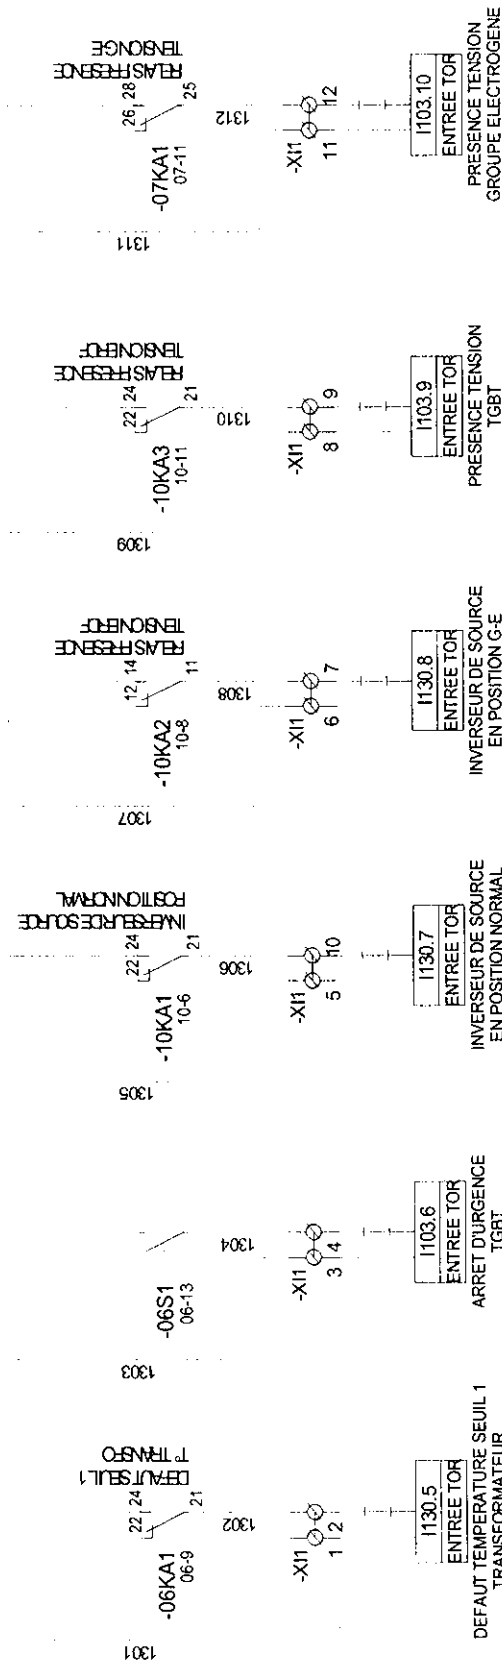 1301
-06KA1
06-9
22
24
21
DEFAUT SEUIL 1
T° TRANSFO
1302
-XI1
1
2
I130.5
ENTREE TOR
DEFAUT TEMPERATURE SEUIL 1
TRANSFORMATEUR
1303
-06S1
06-13
1304
-XI1
3
4
I103.6
ENTREE TOR
ARRET D'URGENCE
TGBT
1305
-10KA1
10-6
22
24
21
INVERSEUR DE SOURCE
POSITION NORMAL
1306
-XI1
5
10
I130.7
ENTREE TOR
INVERSEUR DE SOURCE
EN POSITION NORMAL
1307
-10KA2
10-8
12
14
11
RELAIS PRESENCE
TENSION ERDF
1308
-XI1
6
7
I130.8
ENTREE TOR
INVERSEUR DE SOURCE
EN POSITION G-E
1309
-10KA3
10-11
22
24
21
RELAIS PRESENCE
TENSION ERDF
1310
-XI1
8
9
I103.9
ENTREE TOR
PRESENCE TENSION
TGBT
1311
-07KA1
07-11
26
28
25
RELAIS PRESENCE
TENSION GE
1312
-XI1
11
12
I103.10
ENTREE TOR
PRESENCE TENSION
GROUPE ELECTROGENE